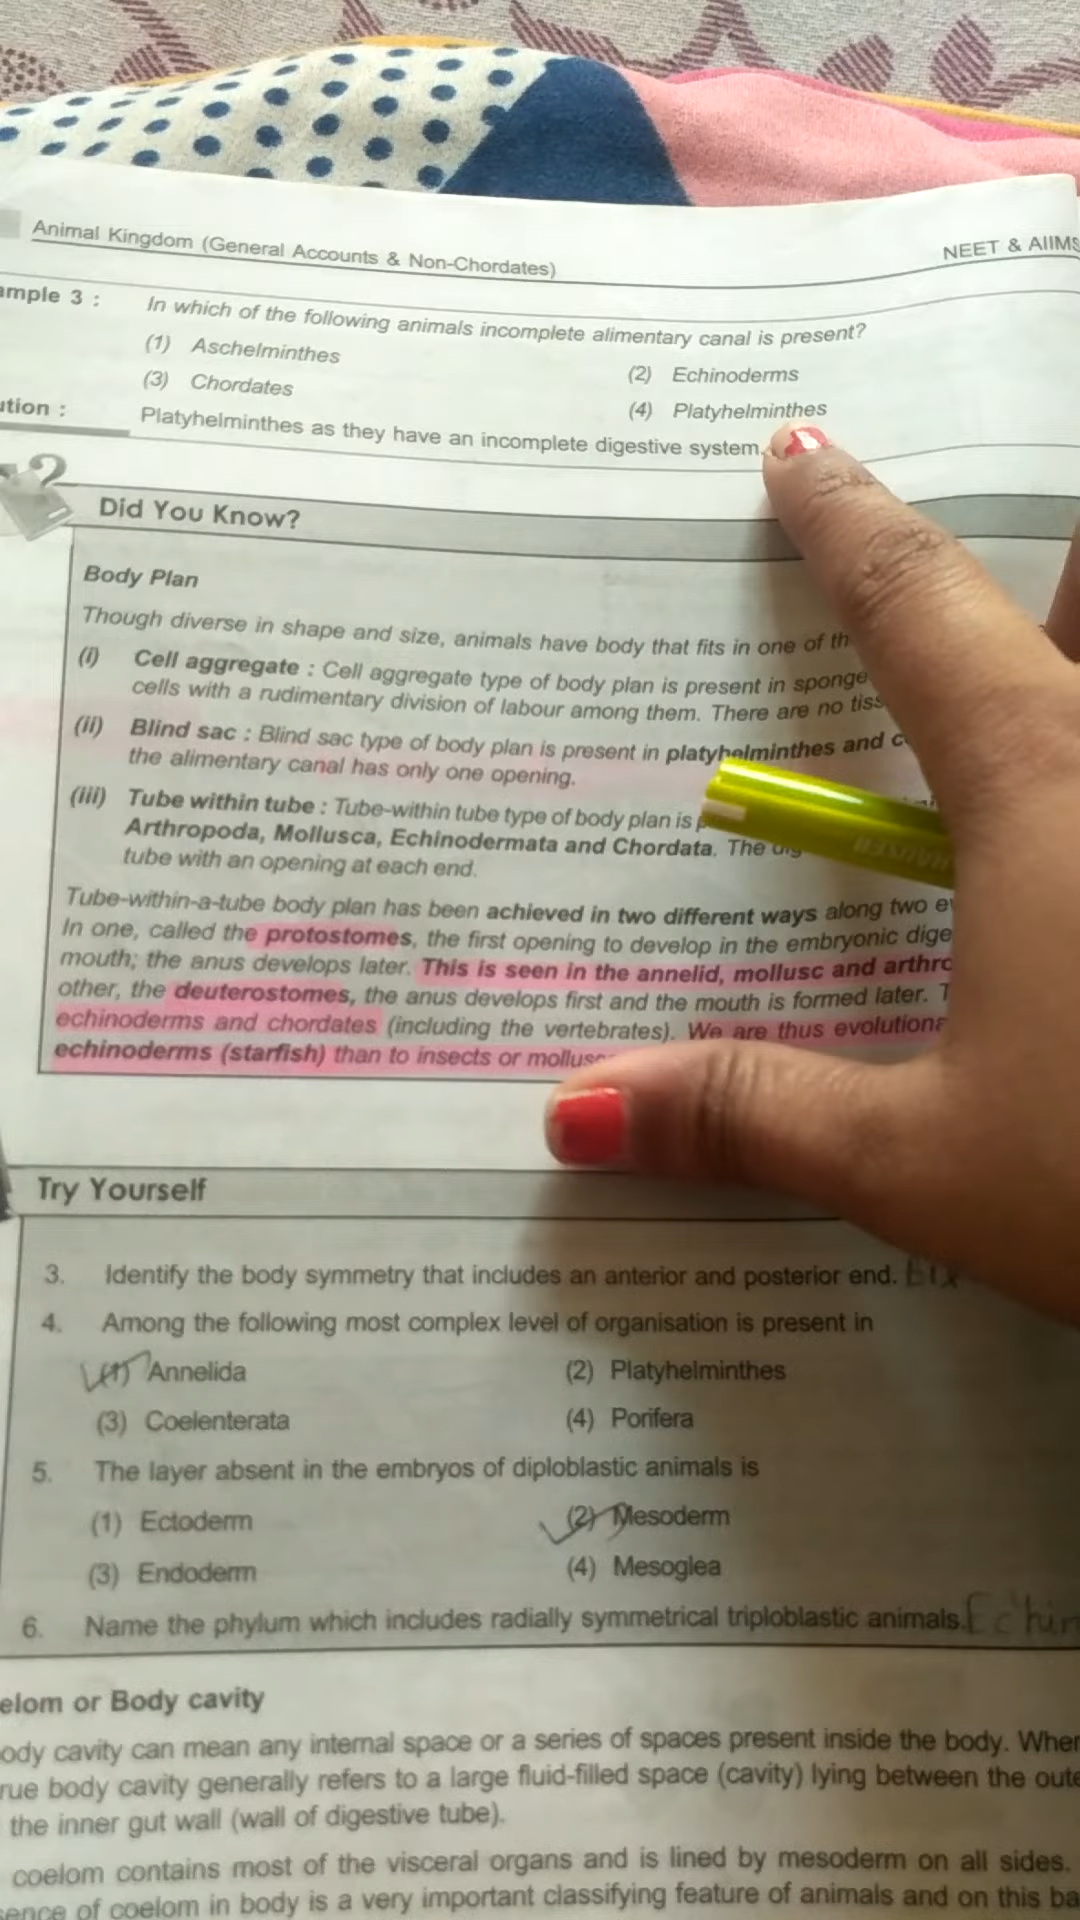 Animal Kingdom (General Accounts & Non-Chordates)
NEET & AIIMS
ample 3 :
In which of the following animals incomplete alimentary canal is present?
(1) Aschelminthes
(2) Echinoderms
(3) Chordates
(4) Platyhelminthes
ution :
Platyhelminthes as they have an incomplete digestive system.
Did You Know?
Body Plan
Though diverse in shape and size, animals have body that fits in one of th
(i) Cell aggregate : Cell aggregate type of body plan is present in sponge
cells with a rudimentary division of labour among them. There are no tiss
(ii) Blind sac : Blind sac type of body plan is present in platyhelminthes and c
the alimentary canal has only one opening.
(iii) Tube within tube : Tube-within tube type of body plan is p
Arthropoda, Mollusca, Echinodermata and Chordata. The dig
tube with an opening at each end.
Tube-within-a-tube body plan has been achieved in two different ways along two e
In one, called the protostomes, the first opening to develop in the embryonic dige
mouth; the anus develops later. This is seen in the annelid, mollusc and arthro
other, the deuterostomes, the anus develops first and the mouth is formed later. T
echinoderms and chordates (including the vertebrates). We are thus evolutiona
echinoderms (starfish) than to insects or mollusc
Try Yourself
3. Identify the body symmetry that includes an anterior and posterior end.
4. Among the following most complex level of organisation is present in
(1) Annelida
(2) Platyhelminthes
(3) Coelenterata
(4) Porifera
5. The layer absent in the embryos of diploblastic animals is
(1) Ectoderm
(2) Mesoderm
(3) Endoderm
(4) Mesoglea
6. Name the phylum which includes radially symmetrical triploblastic animals. Echin
elom or Body cavity
ody cavity can mean any internal space or a series of spaces present inside the body. When
rue body cavity generally refers to a large fluid-filled space (cavity) lying between the oute
the inner gut wall (wall of digestive tube).
coelom contains most of the visceral organs and is lined by mesoderm on all sides.
sence of coelom in body is a very important classifying feature of animals and on this ba